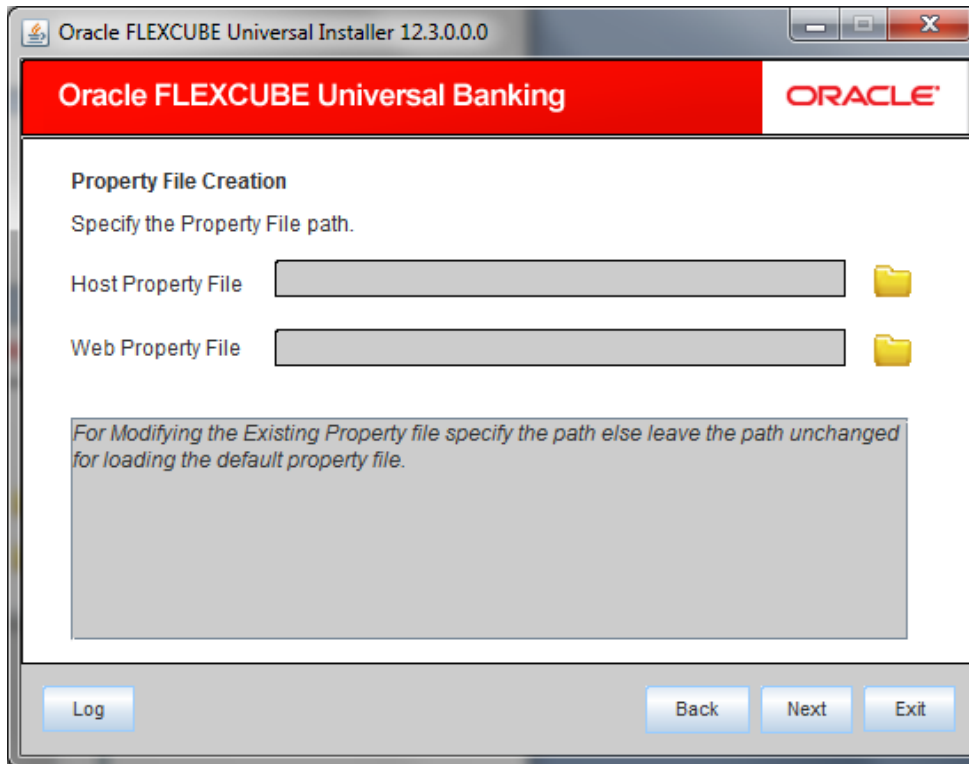 Oracle FLEXCUBE Universal Installer 12.3.0.0.0
Oracle FLEXCUBE Universal Banking
ORACLE
Property File Creation
Specify the Property File path.
Host Property File
Web Property File
For Modifying the Existing Property file specify the path else leave the path unchanged
for loading the default property file.
Log
Back
Next
Exit